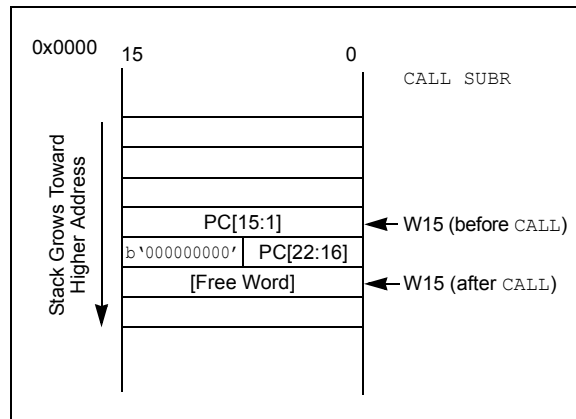 0x0000
15 0
CALL SUBR
Stack Grows Toward
Higher Address
PC[15:1]
W15 (before CALL)
b‘000000000’ PC[22:16]
[Free Word]
W15 (after CALL)